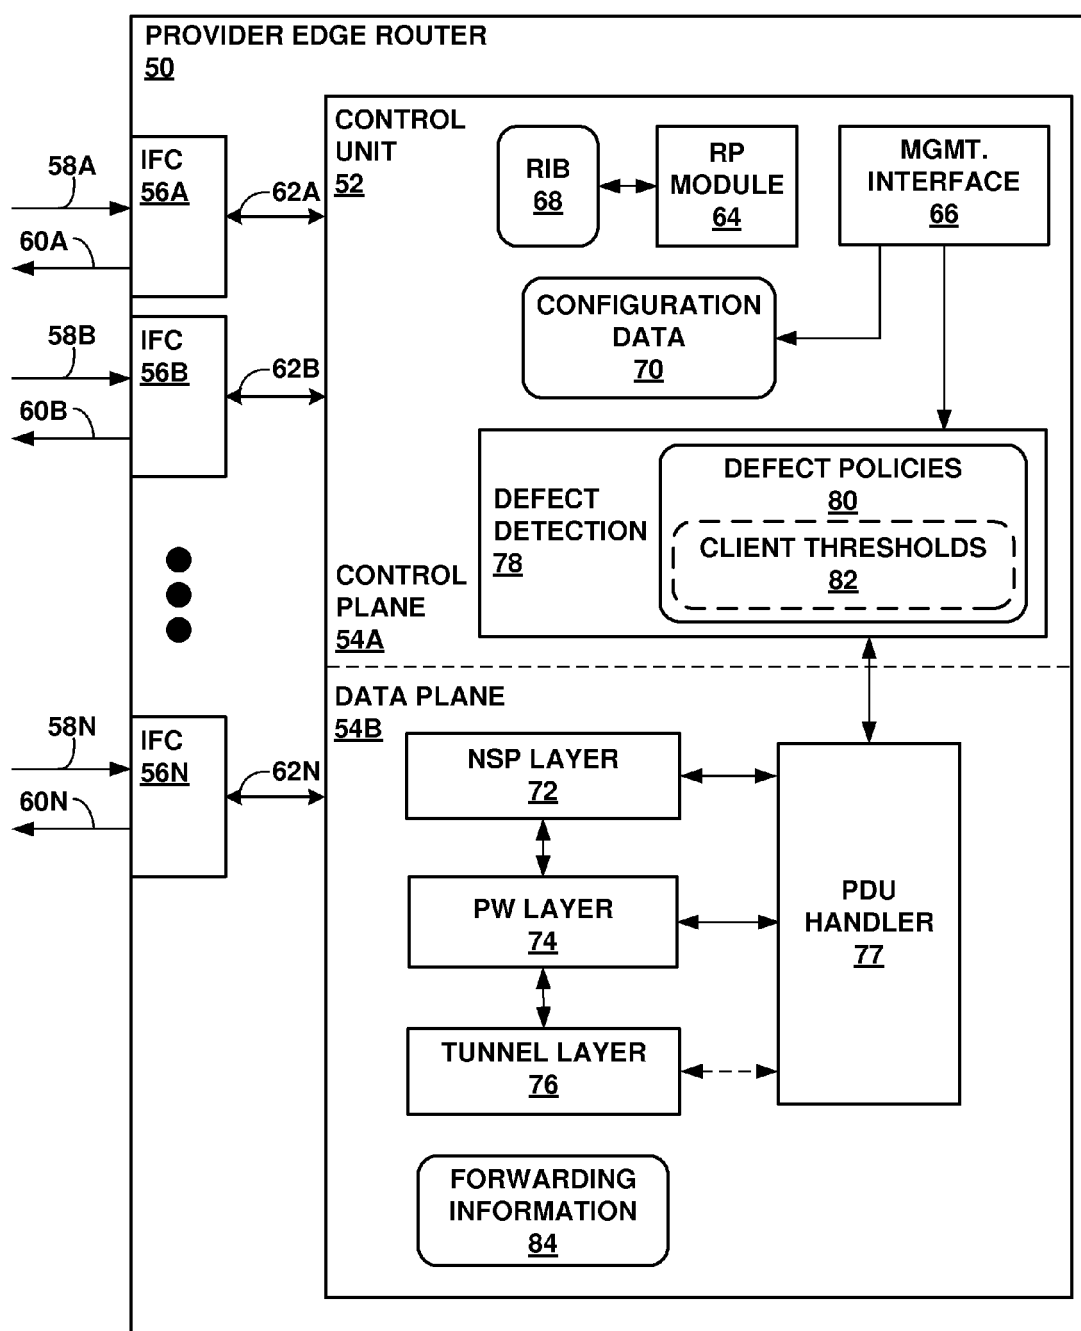 PROVIDER EDGE ROUTER
50
CONTROL
UNIT
52
RIB
68
RP
MODULE
64
MGMT.
INTERFACE
66
IFC
56A
58A
60A
62A
CONFIGURATION
DATA
70
IFC
56B
58B
60B
62B
DEFECT
DETECTION
78
DEFECT POLICIES
80
CLIENT THRESHOLDS
82
CONTROL
PLANE
54A
DATA PLANE
54B
IFC
56N
58N
60N
62N
NSP LAYER
72
PW LAYER
74
TUNNEL LAYER
76
PDU
HANDLER
77
FORWARDING
INFORMATION
84